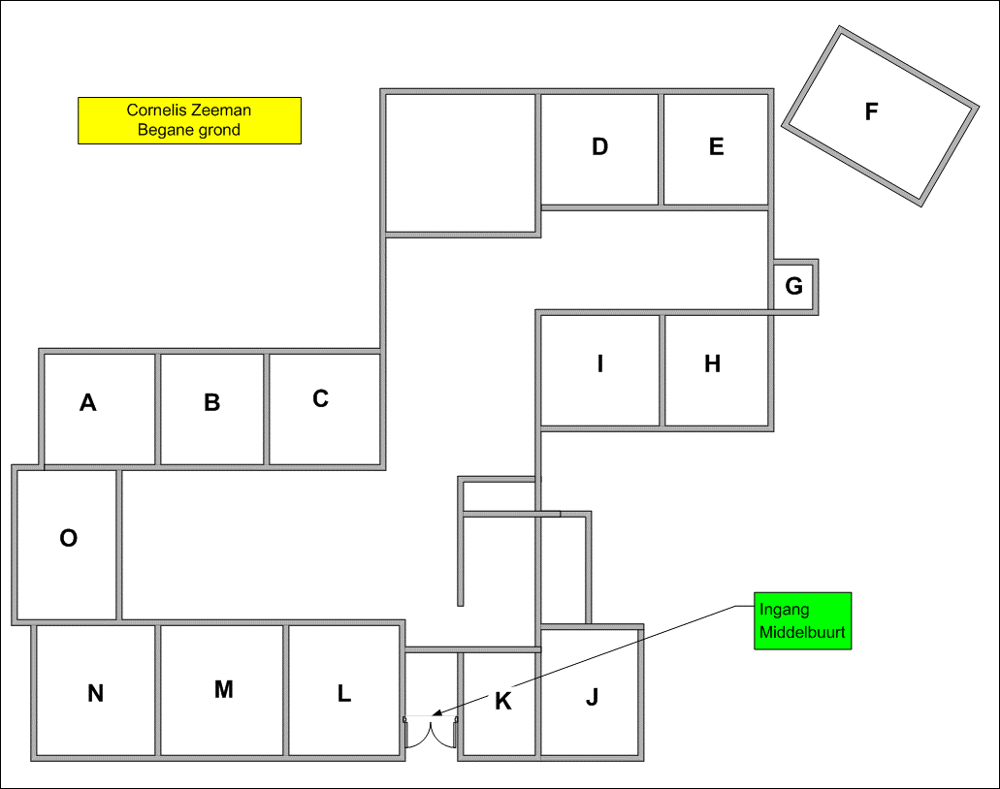 Cornelis Zeeman
Begane grond
F
D
E
G
I
H
A
B
C
O
Ingang
Middelbuurt
N
M
L
K
J